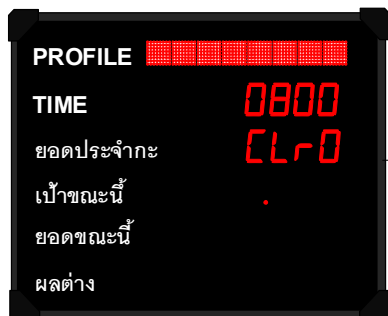 PROFILE
TIME 0800
ยอดประจำกะ CLr0
เป้าขณะนี้ .
ยอดขณะนี้
ผลต่าง